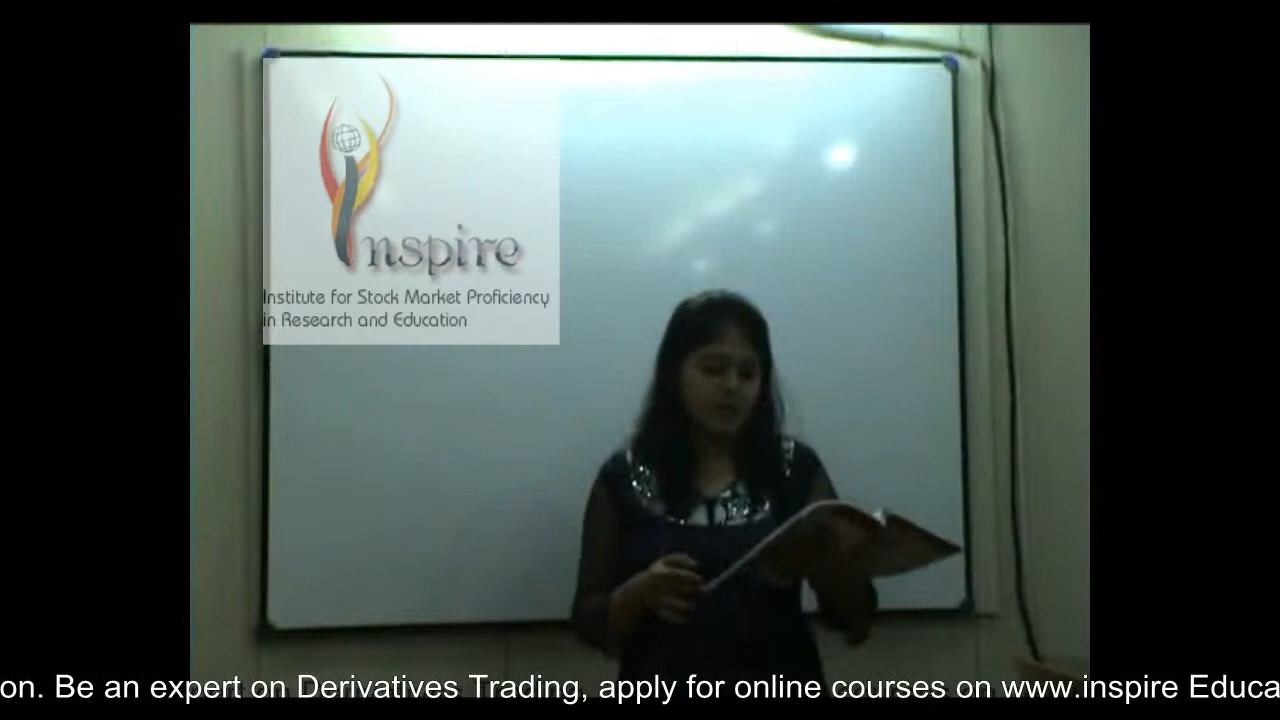 Inspire
Institute for Stock Market Proficiency
in Research and Education
on. Be an expert on Derivatives Trading, apply for online courses on www.inspire Educa